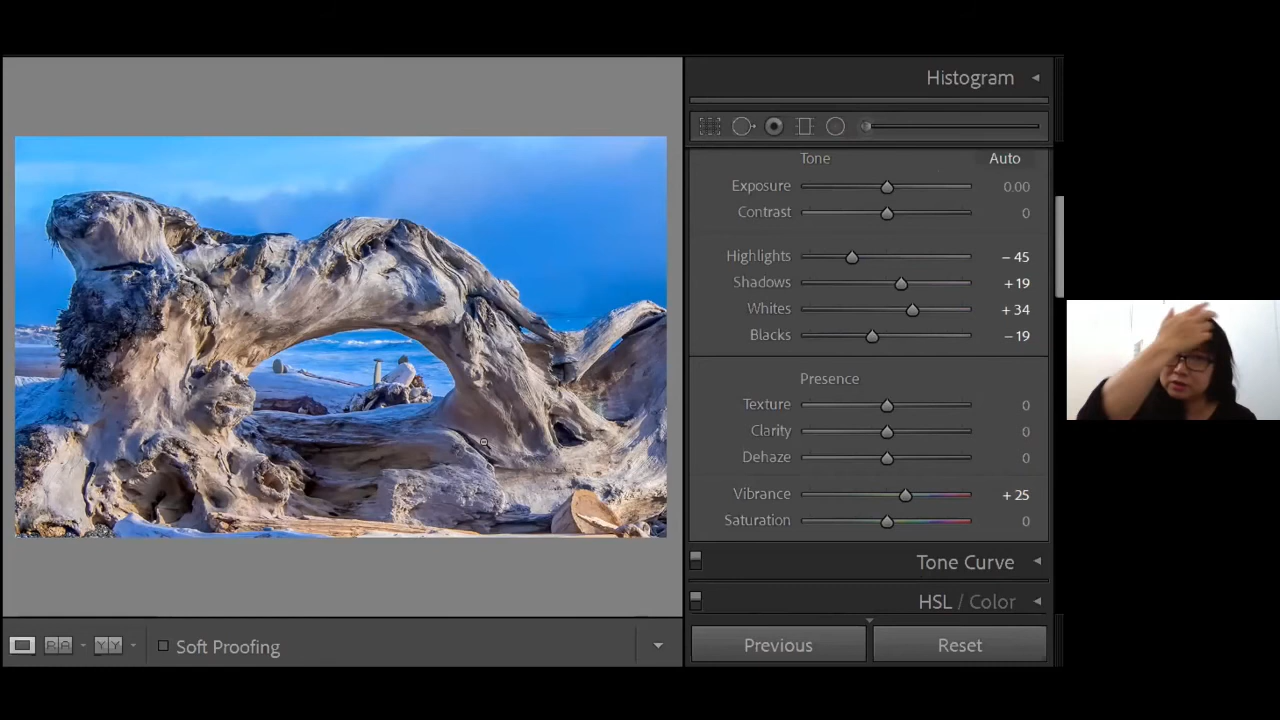 Histogram
Tone Auto
Exposure 0.00
Contrast 0
Highlights – 45
Shadows + 19
Whites + 34
Blacks – 19
Presence
Texture 0
Clarity 0
Dehaze 0
Vibrance + 25
Saturation 0
Tone Curve
HSL / Color
R A Y Y Soft Proofing
Previous Reset